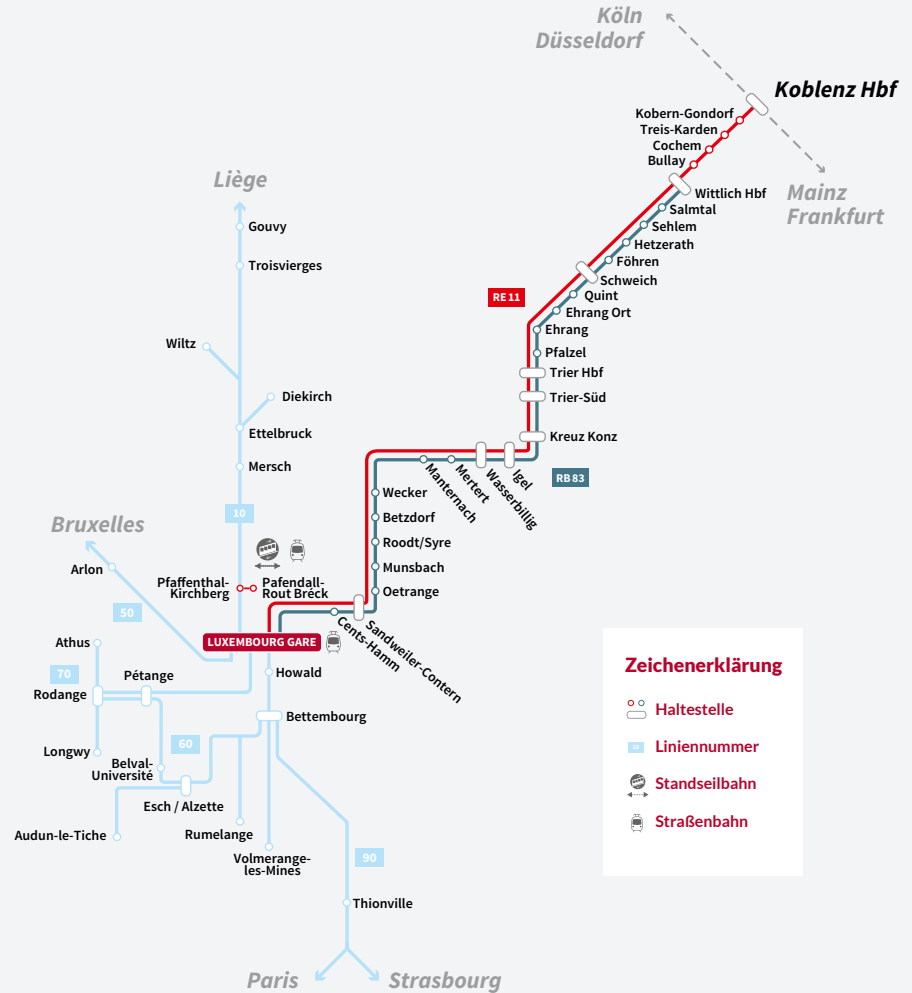 Köln
Düsseldorf
Koblenz Hbf
Kobern-Gondorf
Treis-Karden
Cochem
Bullay
Mainz
Frankfurt
Wittlich Hbf
Salmtal
Sehlem
Hetzerath
Föhren
Schweich
Quint
Ehrang Ort
Ehrang
Pfalzel
Trier Hbf
Trier-Süd
Kreuz Konz
RE 11
RB 83
Igel
Wasserbillig
Mertert
Manternach
Wecker
Betzdorf
Roodt/Syre
Munsbach
Oetrange
Sandweiler-Contern
Cents-Hamm
Liège
Gouvy
Troisvierges
Wiltz
Diekirch
Ettelbruck
Mersch
10
Bruxelles
Arlon
50
Pfaffenthal-
Kirchberg
Pafendall-
Rout Bréck
LUXEMBOURG GARE
Athus
70
Pétange
Rodange
Longwy
60
Belval-
Université
Esch / Alzette
Audun-le-Tiche
Howald
Bettembourg
Rumelange
Volmerange-
les-Mines
90
Thionville
Paris
Strasbourg
Zeichenerklärung
Haltestelle
Liniennummer
Standseilbahn
Straßenbahn